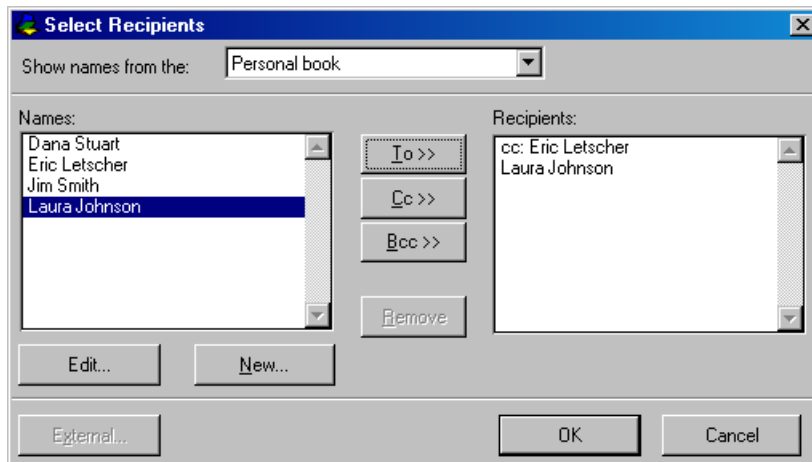 Select Recipients
Show names from the: Personal book
Names:
Dana Stuart
Eric Letscher
Jim Smith
Laura Johnson
To >>
Cc >>
Bcc >>
Remove
Recipients:
cc: Eric Letscher
Laura Johnson
Edit...
New...
External...
OK
Cancel